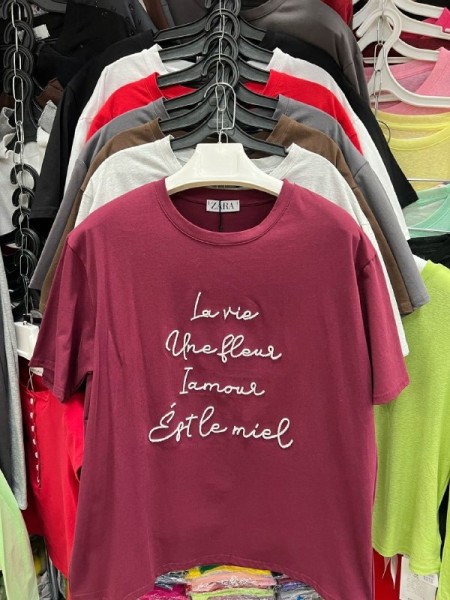 ZARA
La vie
Une fleur
Iamour
Ést le miel